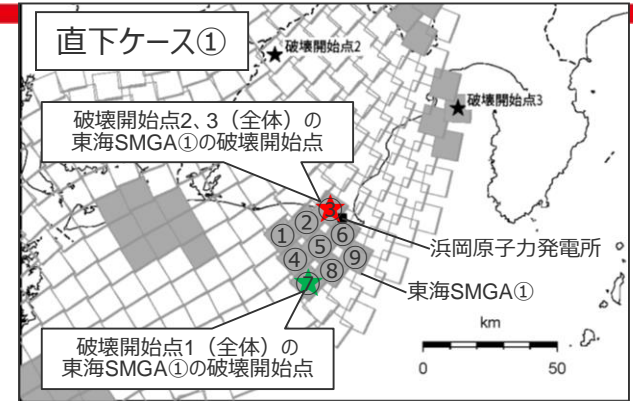 直下ケース①
★破壊開始点2
★破壊開始点3
破壊開始点2、3（全体）の
東海SMGA①の破壊開始点
③
②
①
⑥
⑤
④
⑨
⑧
⑦
浜岡原子力発電所
東海SMGA①
破壊開始点1（全体）の
東海SMGA①の破壊開始点
km
0
50